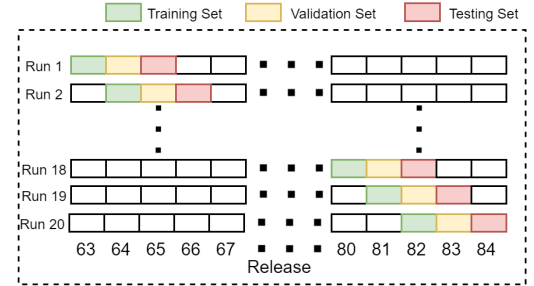 Training Set Validation Set Testing Set
Run 1
Run 2
Run 18
Run 19
Run 20
63 64 65 66 67 80 81 82 83 84
Release